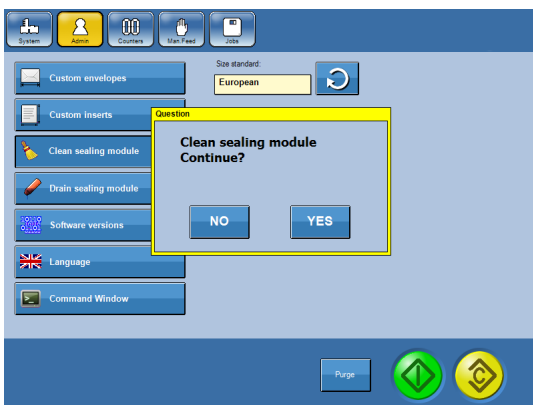 System
Admin
Counters
Man.Feed
Jobs
Custom envelopes
Size standard:
European
Custom inserts
Question
Clean sealing module
Continue?
NO
YES
Clean sealing module
Drain sealing module
Software versions
Language
Command Window
Purge